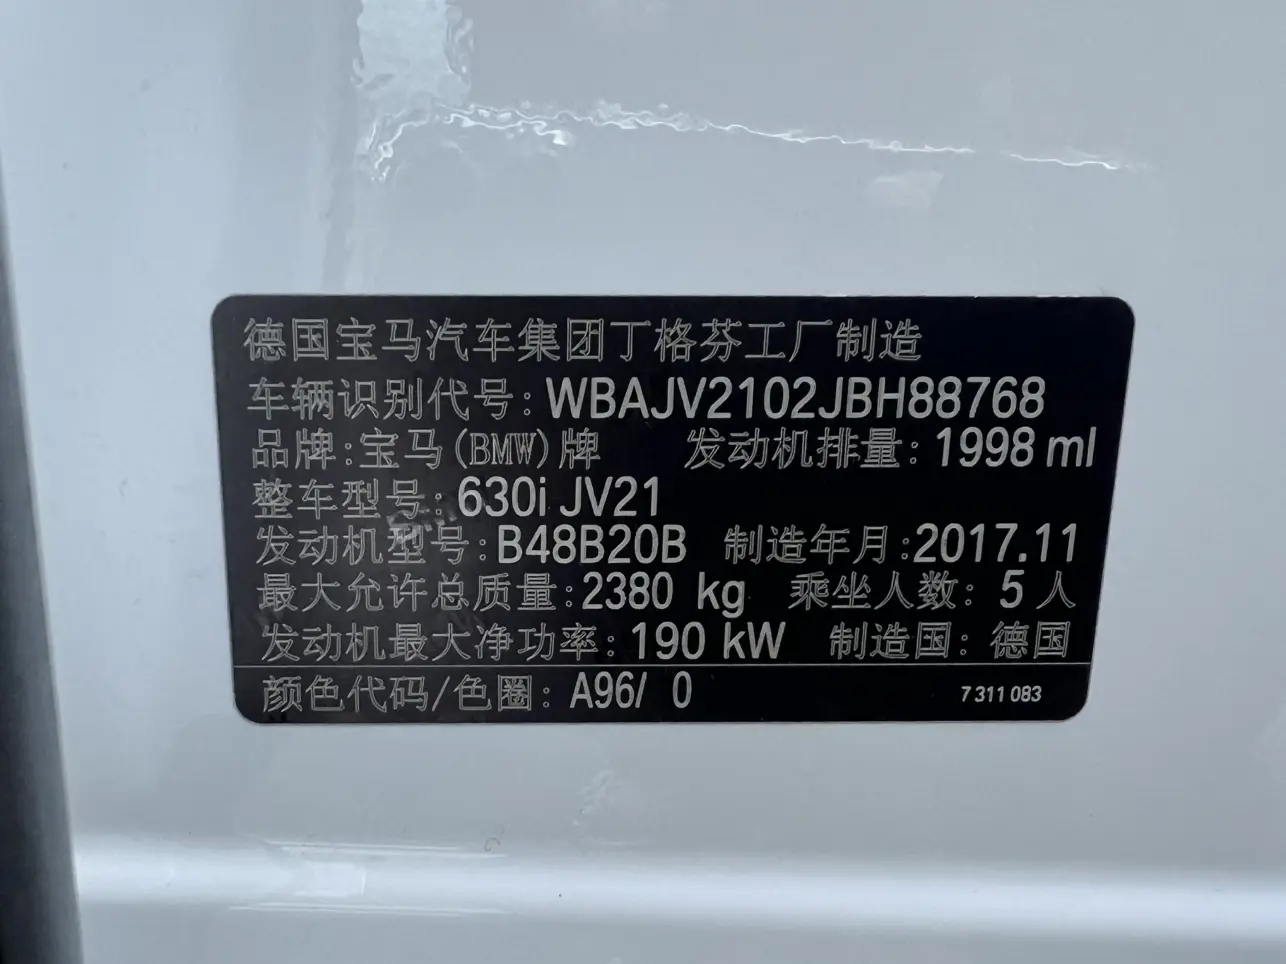 德国宝马汽车集团丁格芬工厂制造
车辆识别代号: WBAJV2102JBH88768
品牌:宝马(BMW)牌 发动机排量: 1998 ml
整车型号: 630i JV21
发动机型号: B48B20B 制造年月:2017.11
最大允许总质量:2380 kg 乘坐人数: 5 人
发动机最大净功率: 190 kW 制造国: 德国
颜色代码/色圈: A96/ 0 7 311 083